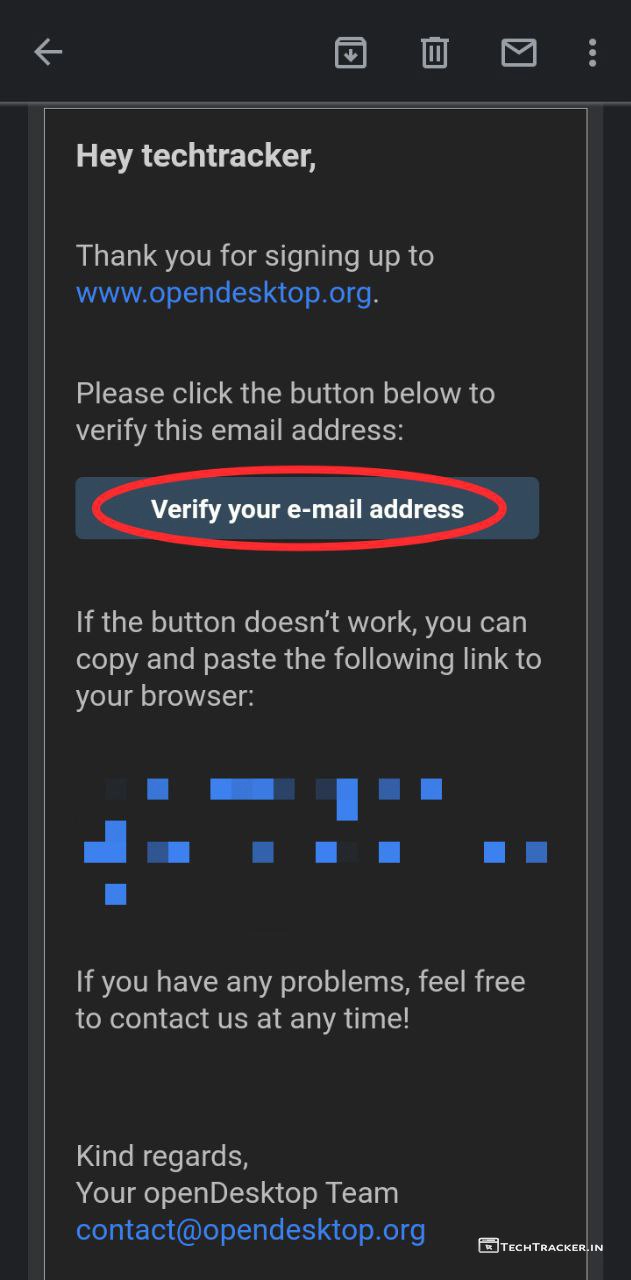 Hey techtracker,
Thank you for signing up to
www.opendesktop.org.
Please click the button below to
verify this email address:
Verify your e-mail address
If the button doesn’t work, you can
copy and paste the following link to
your browser:
If you have any problems, feel free
to contact us at any time!
Kind regards,
Your openDesktop Team
contact@opendesktop.org
TechTracker.in